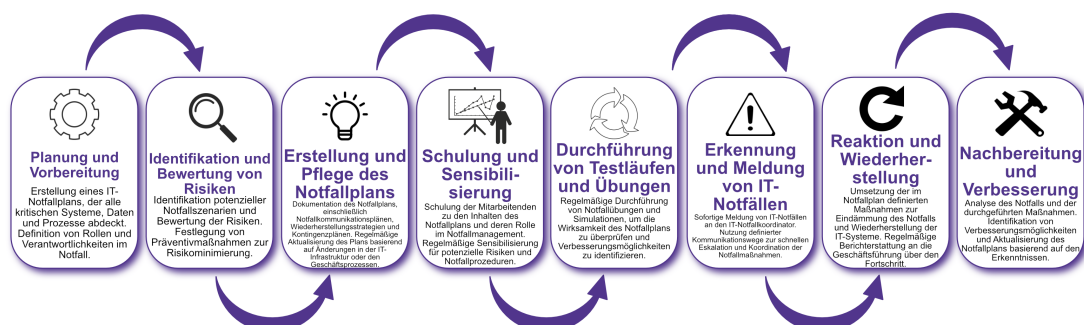 Planung und
Vorbereitung
Erstellung eines IT-
Notfallplans, der alle
kritischen Systeme, Daten
und Prozesse abdeckt.
Definition von Rollen und
Verantwortlichkeiten im
Notfall.
Identifikation und
Bewertung von
Risiken
Identifikation potenzieller
Notfallszenarien und
Bewertung der Risiken.
Festlegung von
Präventivmaßnahmen zur
Risikominimierung.
Erstellung und
Pflege des
Notfallplans
Dokumentation des Notfallplans,
einschließlich
Notfallkommunikationsplänen,
Wiederherstellungsstrategien und
Kontingenzplänen. Regelmäßige
Aktualisierung des Plans basierend
auf Änderungen in der IT-
Infrastruktur oder den
Geschäftsprozessen.
Schulung und
Sensibili-
sierung
Schulung der Mitarbeitenden
zu den Inhalten des
Notfallplans und deren Rolle
im Notfallmanagement.
Regelmäßige Sensibilisierung
für potenzielle Risiken und
Notfallprozeduren.
Durchführung
von Testläufen
und Übungen
Regelmäßige Durchführung
von Notfallübungen und
Simulationen, um die
Wirksamkeit des Notfallplans
zu überprüfen und
Verbesserungsmöglichkeiten
zu identifizieren.
Erkennung
und Meldung
von IT-
Notfällen
Sofortige Meldung von IT-Notfällen
an den IT-Notfallkoordinator.
Nutzung definierter
Kommunikationswege zur schnellen
Eskalation und Koordination der
Notfallmaßnahmen.
Reaktion und
Wiederher-
stellung
Umsetzung der im
Notfallplan definierten
Maßnahmen zur
Eindämmung des Notfalls
und Wiederherstellung der
IT-Systeme. Regelmäßige
Berichterstattung an die
Geschäftsführung über den
Fortschritt.
Nachbereitung
und
Verbesserung
Analyse des Notfalls und der
durchgeführten Maßnahmen.
Identifikation von
Verbesserungsmöglichkeiten
und Aktualisierung des
Notfallplans basierend auf den
Erkenntnissen.